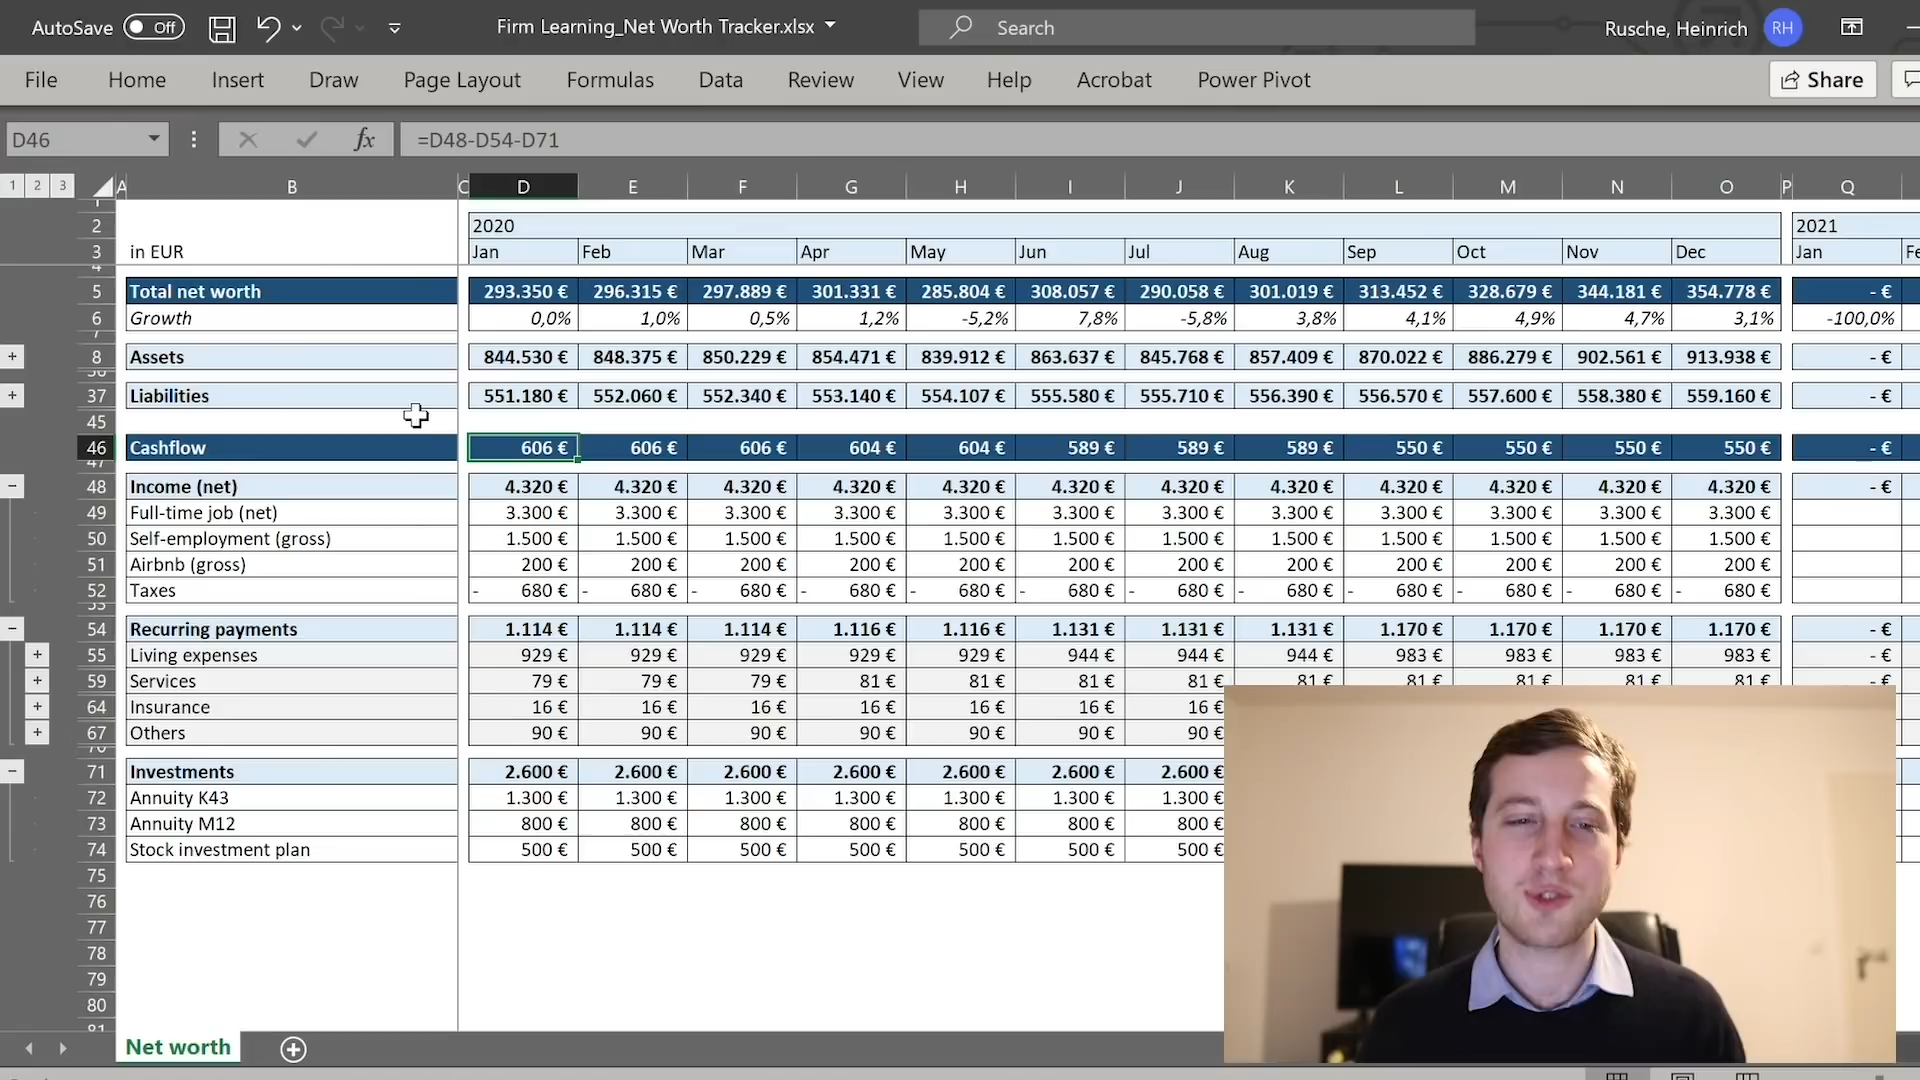 AutoSave Off Firm Learning_Net Worth Tracker.xlsx Search Rusche, Heinrich RH
File Home Insert Draw Page Layout Formulas Data Review View Help Acrobat Power Pivot Share
D46 fx =D48-D54-D71
1 2 3 A B C D E F G H I J K L M N O P Q
2 2020 2021
3 in EUR Jan Feb Mar Apr May Jun Jul Aug Sep Oct Nov Dec Jan
5 Total net worth 293.350 € 296.315 € 297.889 € 301.331 € 285.804 € 308.057 € 290.058 € 301.019 € 313.452 € 328.679 € 344.181 € 354.778 € - €
6 Growth 0,0% 1,0% 0,5% 1,2% -5,2% 7,8% -5,8% 3,8% 4,1% 4,9% 4,7% 3,1% -100,0%
8 Assets 844.530 € 848.375 € 850.229 € 854.471 € 839.912 € 863.637 € 845.768 € 857.409 € 870.022 € 886.279 € 902.561 € 913.938 € - €
37 Liabilities 551.180 € 552.060 € 552.340 € 553.140 € 554.107 € 555.580 € 555.710 € 556.390 € 556.570 € 557.600 € 558.380 € 559.160 € - €
45
46 Cashflow 606 € 606 € 606 € 604 € 604 € 589 € 589 € 589 € 550 € 550 € 550 € 550 € - €
48 Income (net) 4.320 € 4.320 € 4.320 € 4.320 € 4.320 € 4.320 € 4.320 € 4.320 € 4.320 € 4.320 € 4.320 € 4.320 € - €
49 Full-time job (net) 3.300 € 3.300 € 3.300 € 3.300 € 3.300 € 3.300 € 3.300 € 3.300 € 3.300 € 3.300 € 3.300 € 3.300 €
50 Self-employment (gross) 1.500 € 1.500 € 1.500 € 1.500 € 1.500 € 1.500 € 1.500 € 1.500 € 1.500 € 1.500 € 1.500 € 1.500 €
51 Airbnb (gross) 200 € 200 € 200 € 200 € 200 € 200 € 200 € 200 € 200 € 200 € 200 € 200 €
52 Taxes - 680 € - 680 € - 680 € - 680 € - 680 € - 680 € - 680 € - 680 € - 680 € - 680 € - 680 € - 680 €
54 Recurring payments 1.114 € 1.114 € 1.114 € 1.116 € 1.116 € 1.131 € 1.131 € 1.131 € 1.170 € 1.170 € 1.170 € 1.170 € - €
55 Living expenses 929 € 929 € 929 € 929 € 929 € 944 € 944 € 944 € 983 € 983 € 983 € 983 € - €
59 Services 79 € 79 € 79 € 81 € 81 € 81 € 81 € 81 € 81 € 81 € 81 € 81 € - €
64 Insurance 16 € 16 € 16 € 16 € 16 € 16 € 16 €
67 Others 90 € 90 € 90 € 90 € 90 € 90 € 90 €
71 Investments 2.600 € 2.600 € 2.600 € 2.600 € 2.600 € 2.600 € 2.600 €
72 Annuity K43 1.300 € 1.300 € 1.300 € 1.300 € 1.300 € 1.300 € 1.300 €
73 Annuity M12 800 € 800 € 800 € 800 € 800 € 800 € 800 €
74 Stock investment plan 500 € 500 € 500 € 500 € 500 € 500 € 500 €
75
76
77
78
79
80
Net worth